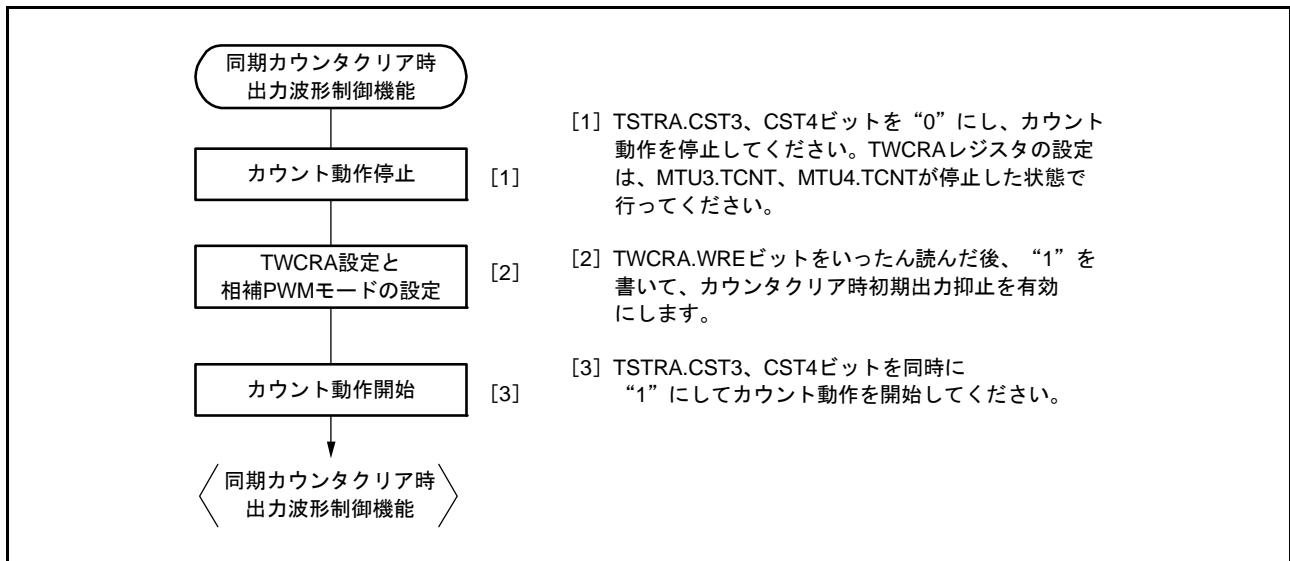 同期カウンタクリア時
出力波形制御機能
カウント動作停止
[1]
[1] TSTRA.CST3、CST4ビットを“0”にし、カウント
動作を停止してください。TWCRAレジスタの設定
は、MTU3.TCNT、MTU4.TCNTが停止した状態で
行ってください。
TWCRA設定と
相補PWMモードの設定
[2]
[2] TWCRA.WREビットをいったん読んだ後、“1”を
書いて、カウンタクリア時初期出力抑止を有効
にします。
カウント動作開始
[3]
[3] TSTRA.CST3、CST4ビットを同時に
“1”にしてカウント動作を開始してください。
同期カウンタクリア時
出力波形制御機能